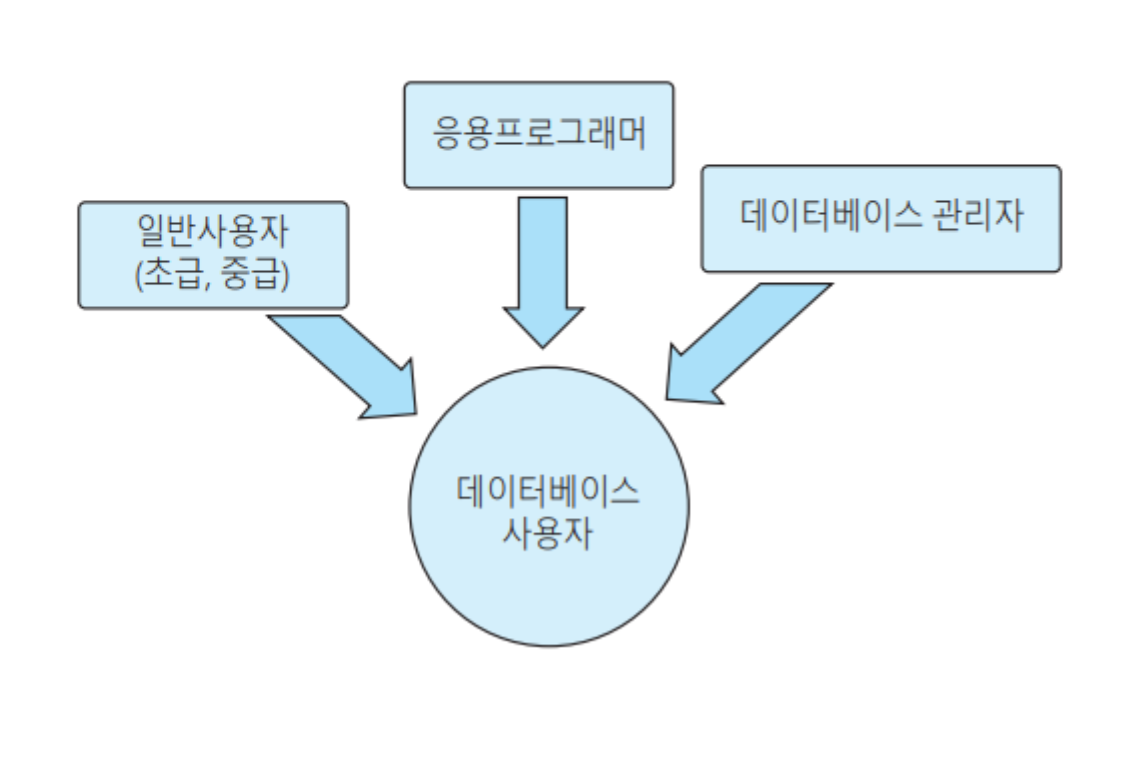 응용프로그래머
데이터베이스 관리자
일반사용자
(초급, 중급)
데이터베이스
사용자